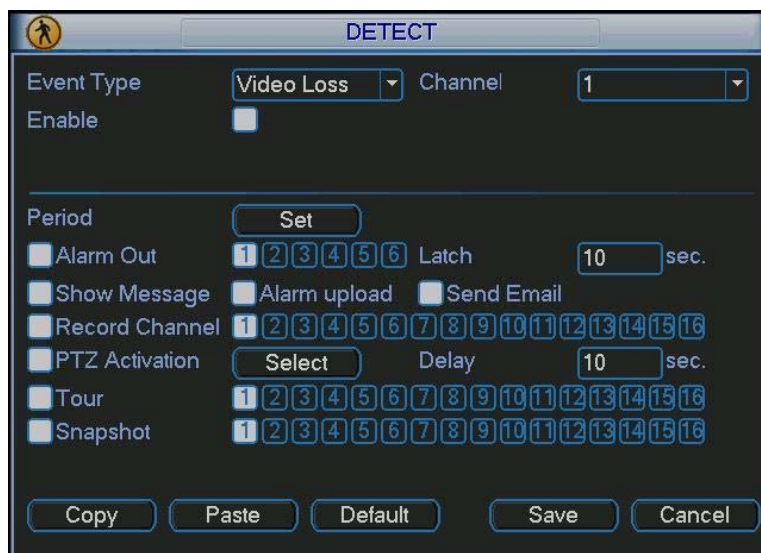 DETECT
Event Type Video Loss Channel 1
Enable
Period Set
Alarm Out 1 2 3 4 5 6 Latch 10 sec.
Show Message Alarm upload Send Email
Record Channel 1 2 3 4 5 6 7 8 9 10 11 12 13 14 15 16
PTZ Activation Select Delay 10 sec.
Tour 1 2 3 4 5 6 7 8 9 10 11 12 13 14 15 16
Snapshot 1 2 3 4 5 6 7 8 9 10 11 12 13 14 15 16
Copy Paste Default Save Cancel